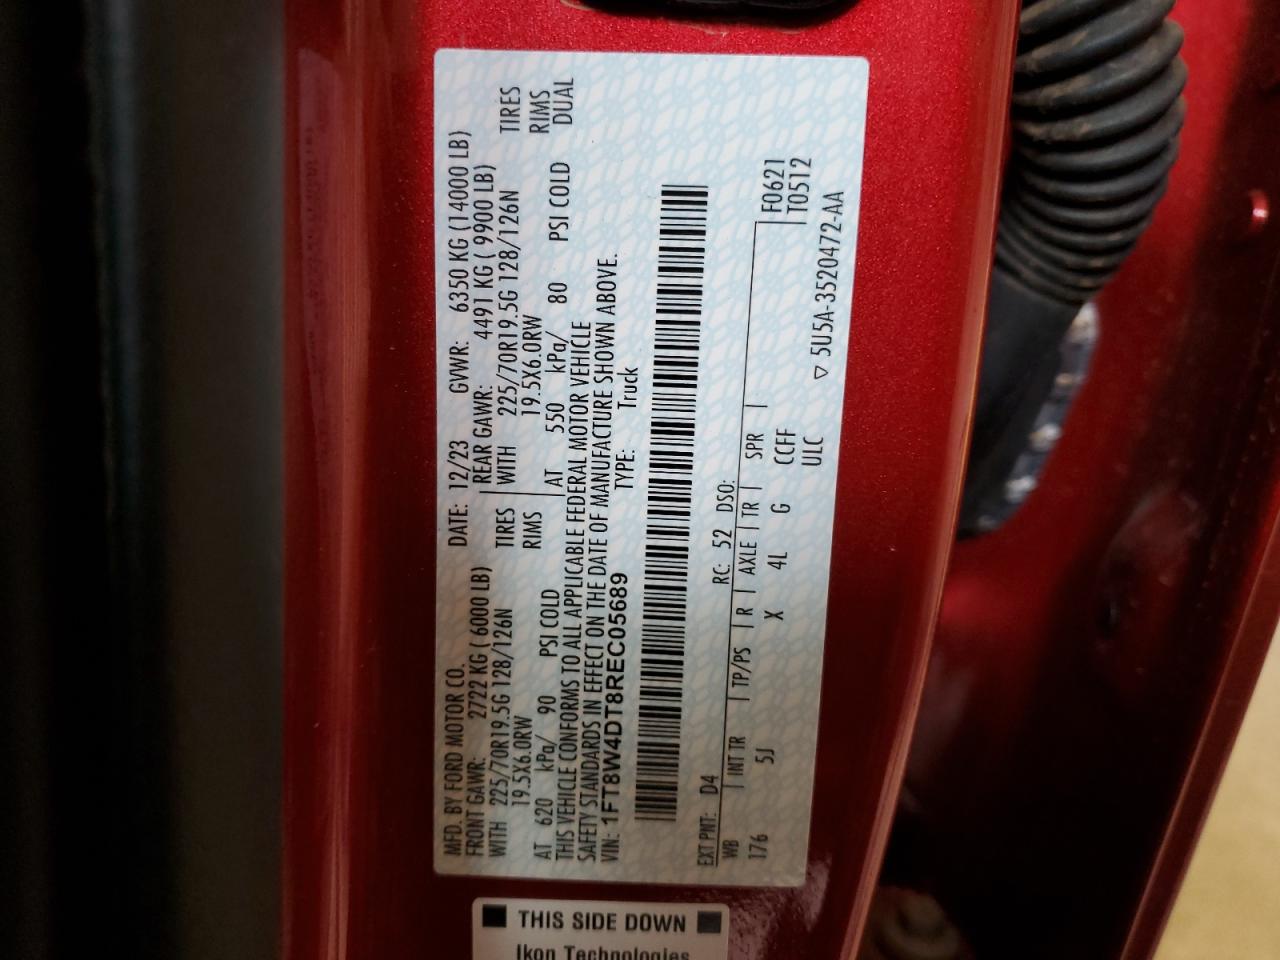 MFD. BY FORD MOTOR CO. DATE: 12/23 GVWR: 6350 KG (14000 LB)
FRONT GAWR: 2722 KG ( 6000 LB) REAR GAWR: 4491 KG ( 9900 LB)
WITH 225/70R19.5G 128/126N TIRES WITH 225/70R19.5G 128/126N TIRES
19.5X6.0RW RIMS 19.5X6.0RW RIMS
AT 620 kPa/ 90 PSI COLD AT 550 kPa/ 80 PSI COLD DUAL
THIS VEHICLE CONFORMS TO ALL APPLICABLE FEDERAL MOTOR VEHICLE
SAFETY STANDARDS IN EFFECT ON THE DATE OF MANUFACTURE SHOWN ABOVE.
VIN: 1FT8W4DT8REC05689 TYPE: Truck
EXT PNT: D4 RC: 52 DSO:
WB INT TR TP/PS R AXLE TR SPR F0621
176 5J X 4L G CCFF T0512
ULC
▽ 5U5A-3520472-AA
THIS SIDE DOWN
Ikon Technologies